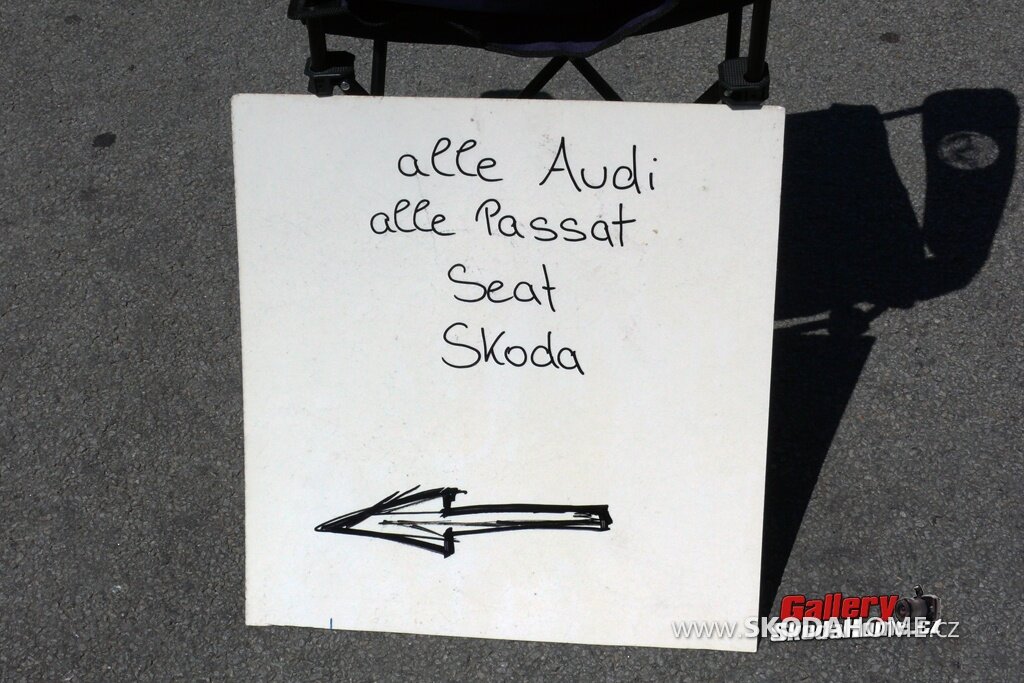 alle Audi
alle Passat
Seat
Skoda
Gallery
www.SKODAHOME.cz